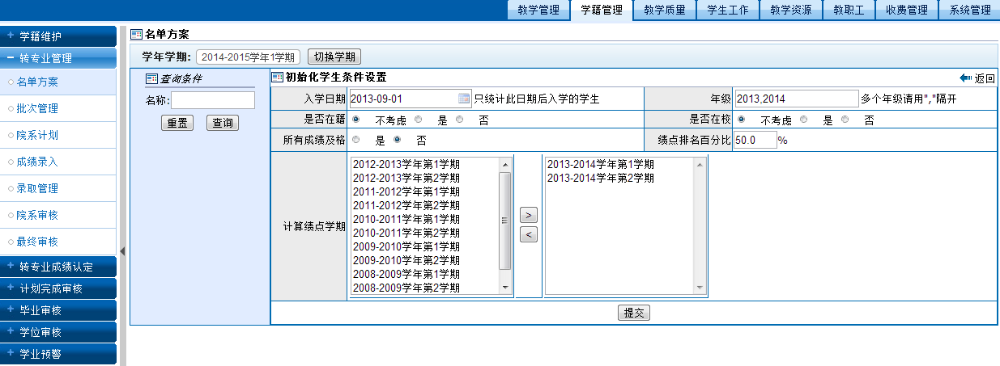 教学管理 学籍管理 教学质量 学生工作 教学资源 教职工 收费管理 系统管理
+ 学籍维护
− 转专业管理
名单方案
批次管理
院系计划
成绩录入
录取管理
院系审核
最终审核
+ 转专业成绩认定
+ 计划完成审核
+ 毕业审核
+ 学位审核
+ 学业预警
名单方案
学年学期: 2014-2015学年1学期 切换学期
查询条件
名称:
重置 查询
初始化学生条件设置 返回
入学日期 2013-09-01 只统计此日期后入学的学生 年级 2013,2014 多个年级请用","隔开
是否在籍 不考虑 是 否 是否在校 不考虑 是 否
所有成绩及格 是 否 绩点排名百分比 50.0 %
计算绩点学期
2012-2013学年第1学期
2012-2013学年第2学期
2011-2012学年第1学期
2011-2012学年第2学期
2010-2011学年第1学期
2010-2011学年第2学期
2009-2010学年第1学期
2009-2010学年第2学期
2008-2009学年第1学期
2008-2009学年第2学期
>
<
2013-2014学年第1学期
2013-2014学年第2学期
提交